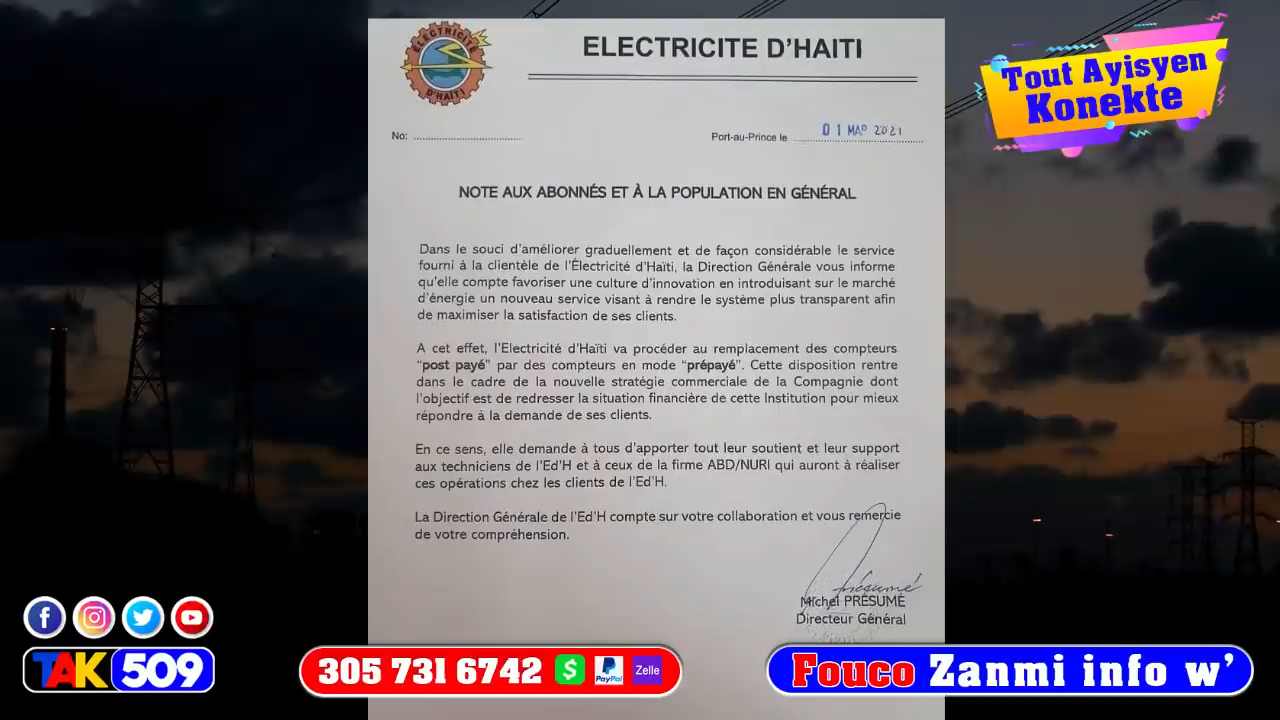 ÉLECTRICITÉ
D'HAITI
ELECTRICITE D'HAITI
Tout Ayisyen
Konekte
No:
Port-au-Prince le 01 MAR 2021
NOTE AUX ABONNÉS ET À LA POPULATION EN GÉNÉRAL
Dans le souci d'améliorer graduellement et de façon considérable le service
fourni à la clientèle de l'Électricité d'Haïti, la Direction Générale vous informe
qu'elle compte favoriser une culture d'innovation en introduisant sur le marché
d'énergie un nouveau service visant à rendre le système plus transparent afin
de maximiser la satisfaction de ses clients.
A cet effet, l'Electricité d'Haïti va procéder au remplacement des compteurs
"post payé" par des compteurs en mode "prépayé". Cette disposition rentre
dans le cadre de la nouvelle stratégie commerciale de la Compagnie dont
l'objectif est de redresser la situation financière de cette Institution pour mieux
répondre à la demande de ses clients.
En ce sens, elle demande à tous d'apporter tout leur soutient et leur support
aux techniciens de l'Ed'H et à ceux de la firme ABD/NURI qui auront à réaliser
ces opérations chez les clients de l'Ed'H.
La Direction Générale de l'Ed'H compte sur votre collaboration et vous remercie
de votre compréhension.
Michel PRÉSUMÉ
Directeur Général
TAK 509
305 731 6742 $ PayPal Zelle
Fouco Zanmi info w'